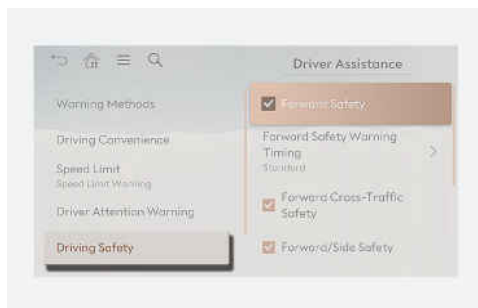 Driver Assistance
Warning Methods
Driving Convenience
Speed Limit
Speed Limit Warning
Driver Attention Warning
Driving Safety
Forward Safety
Forward Safety Warning
Timing
Standard
Forward Cross-Traffic
Safety
Forward/Side Safety